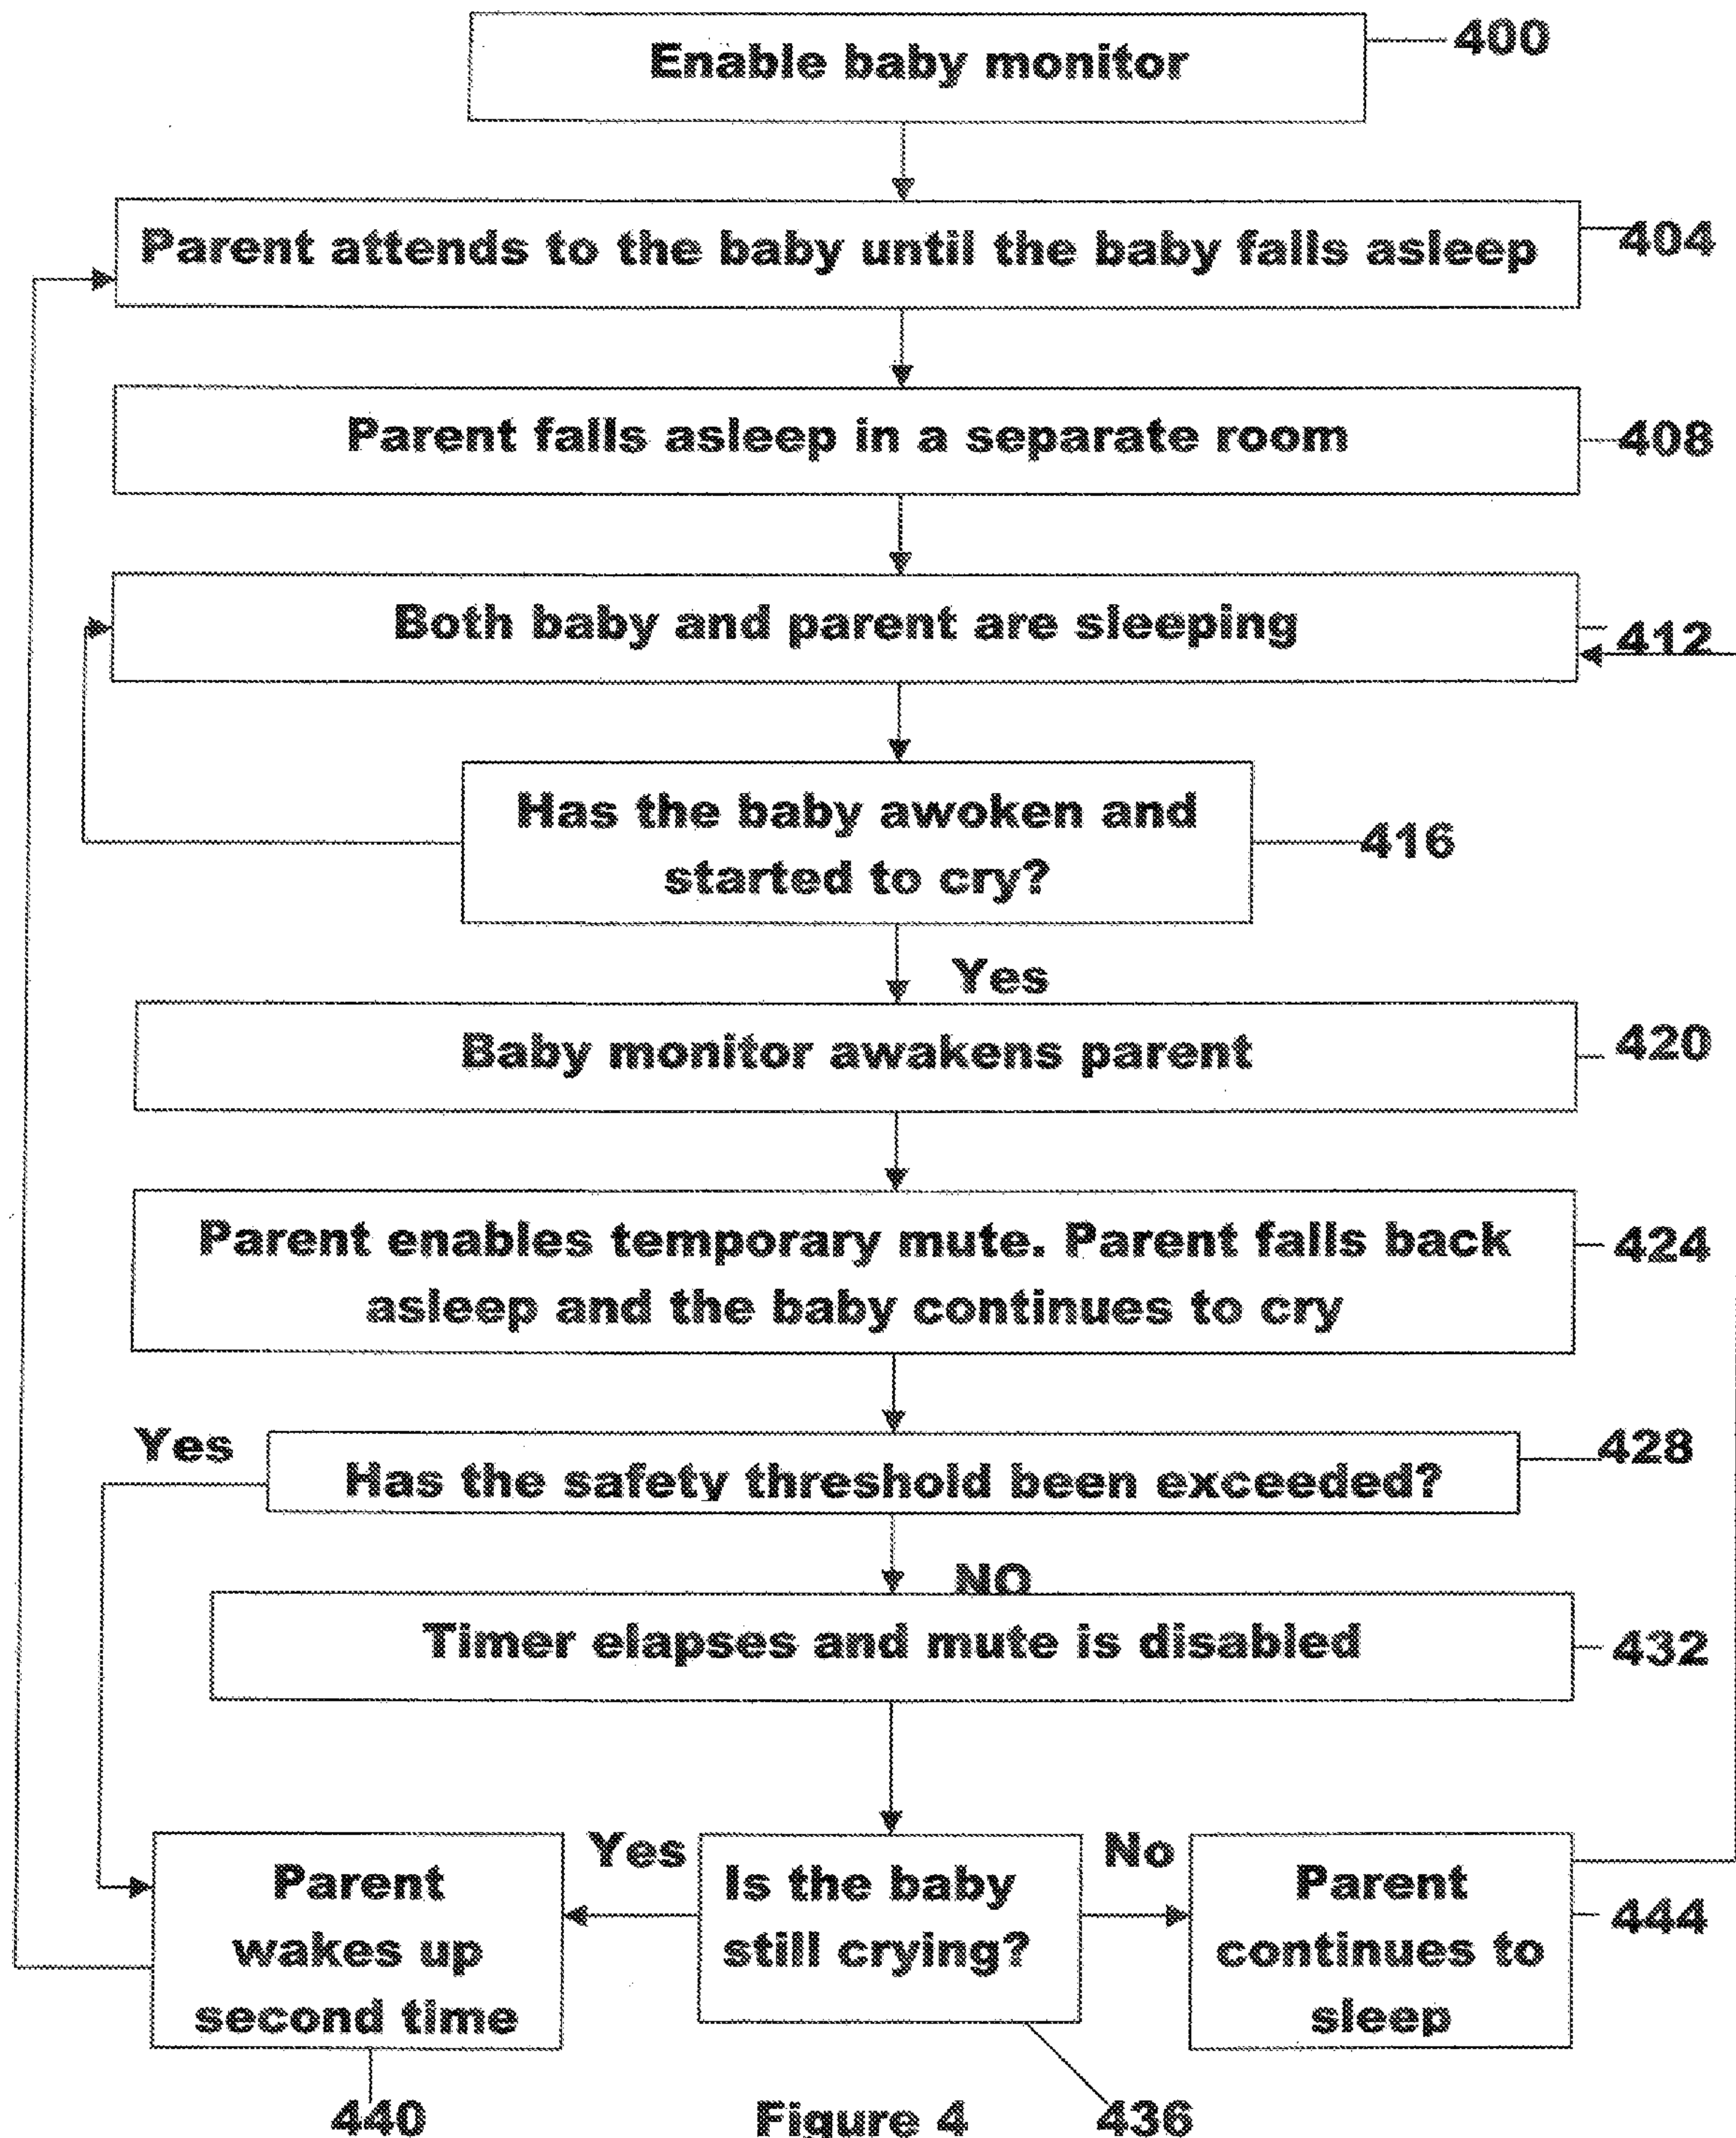 Enable baby monitor
400
Parent attends to the baby until the baby falls asleep
404
Parent falls asleep in a separate room
408
Both baby and parent are sleeping
412
Has the baby awoken and
started to cry?
416
Yes
Baby monitor awakens parent
420
Parent enables temporary mute. Parent falls back
asleep and the baby continues to cry
424
Yes
Has the safety threshold been exceeded?
428
NO
Timer elapses and mute is disabled
432
Parent
wakes up
second time
Yes
Is the baby
still crying?
No
Parent
continues to
sleep
444
440
Figure 4
436